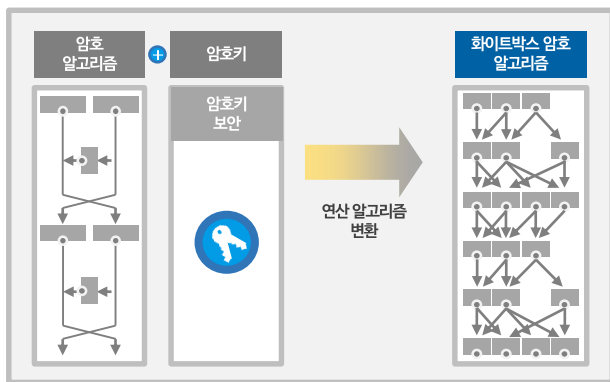 암호
알고리즘
+
암호키
화이트박스 암호
알고리즘
암호키
보안
연산 알고리즘
변환